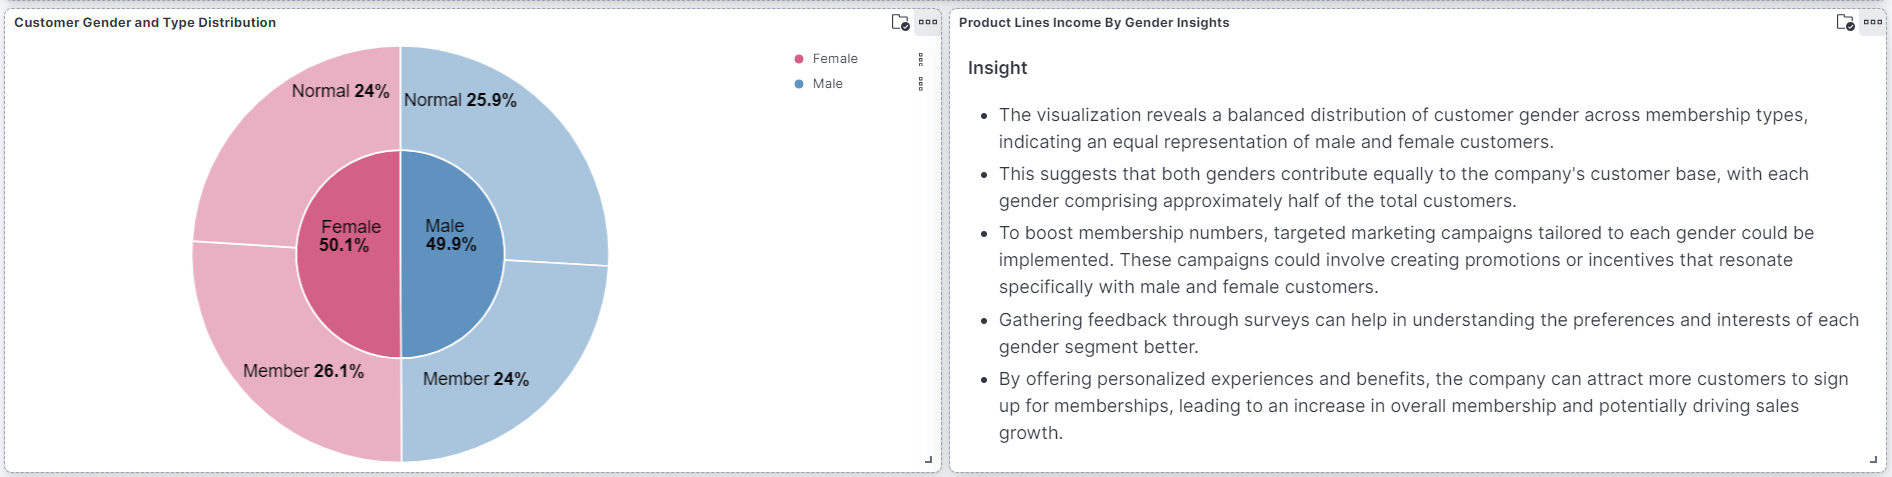 Customer Gender and Type Distribution
Female
Male
Normal 24%
Normal 25.9%
Female
50.1%
Male
49.9%
Member 26.1%
Member 24%
Product Lines Income By Gender Insights
Insight
• The visualization reveals a balanced distribution of customer gender across membership types,
indicating an equal representation of male and female customers.
• This suggests that both genders contribute equally to the company's customer base, with each
gender comprising approximately half of the total customers.
• To boost membership numbers, targeted marketing campaigns tailored to each gender could be
implemented. These campaigns could involve creating promotions or incentives that resonate
specifically with male and female customers.
• Gathering feedback through surveys can help in understanding the preferences and interests of each
gender segment better.
• By offering personalized experiences and benefits, the company can attract more customers to sign
up for memberships, leading to an increase in overall membership and potentially driving sales
growth.